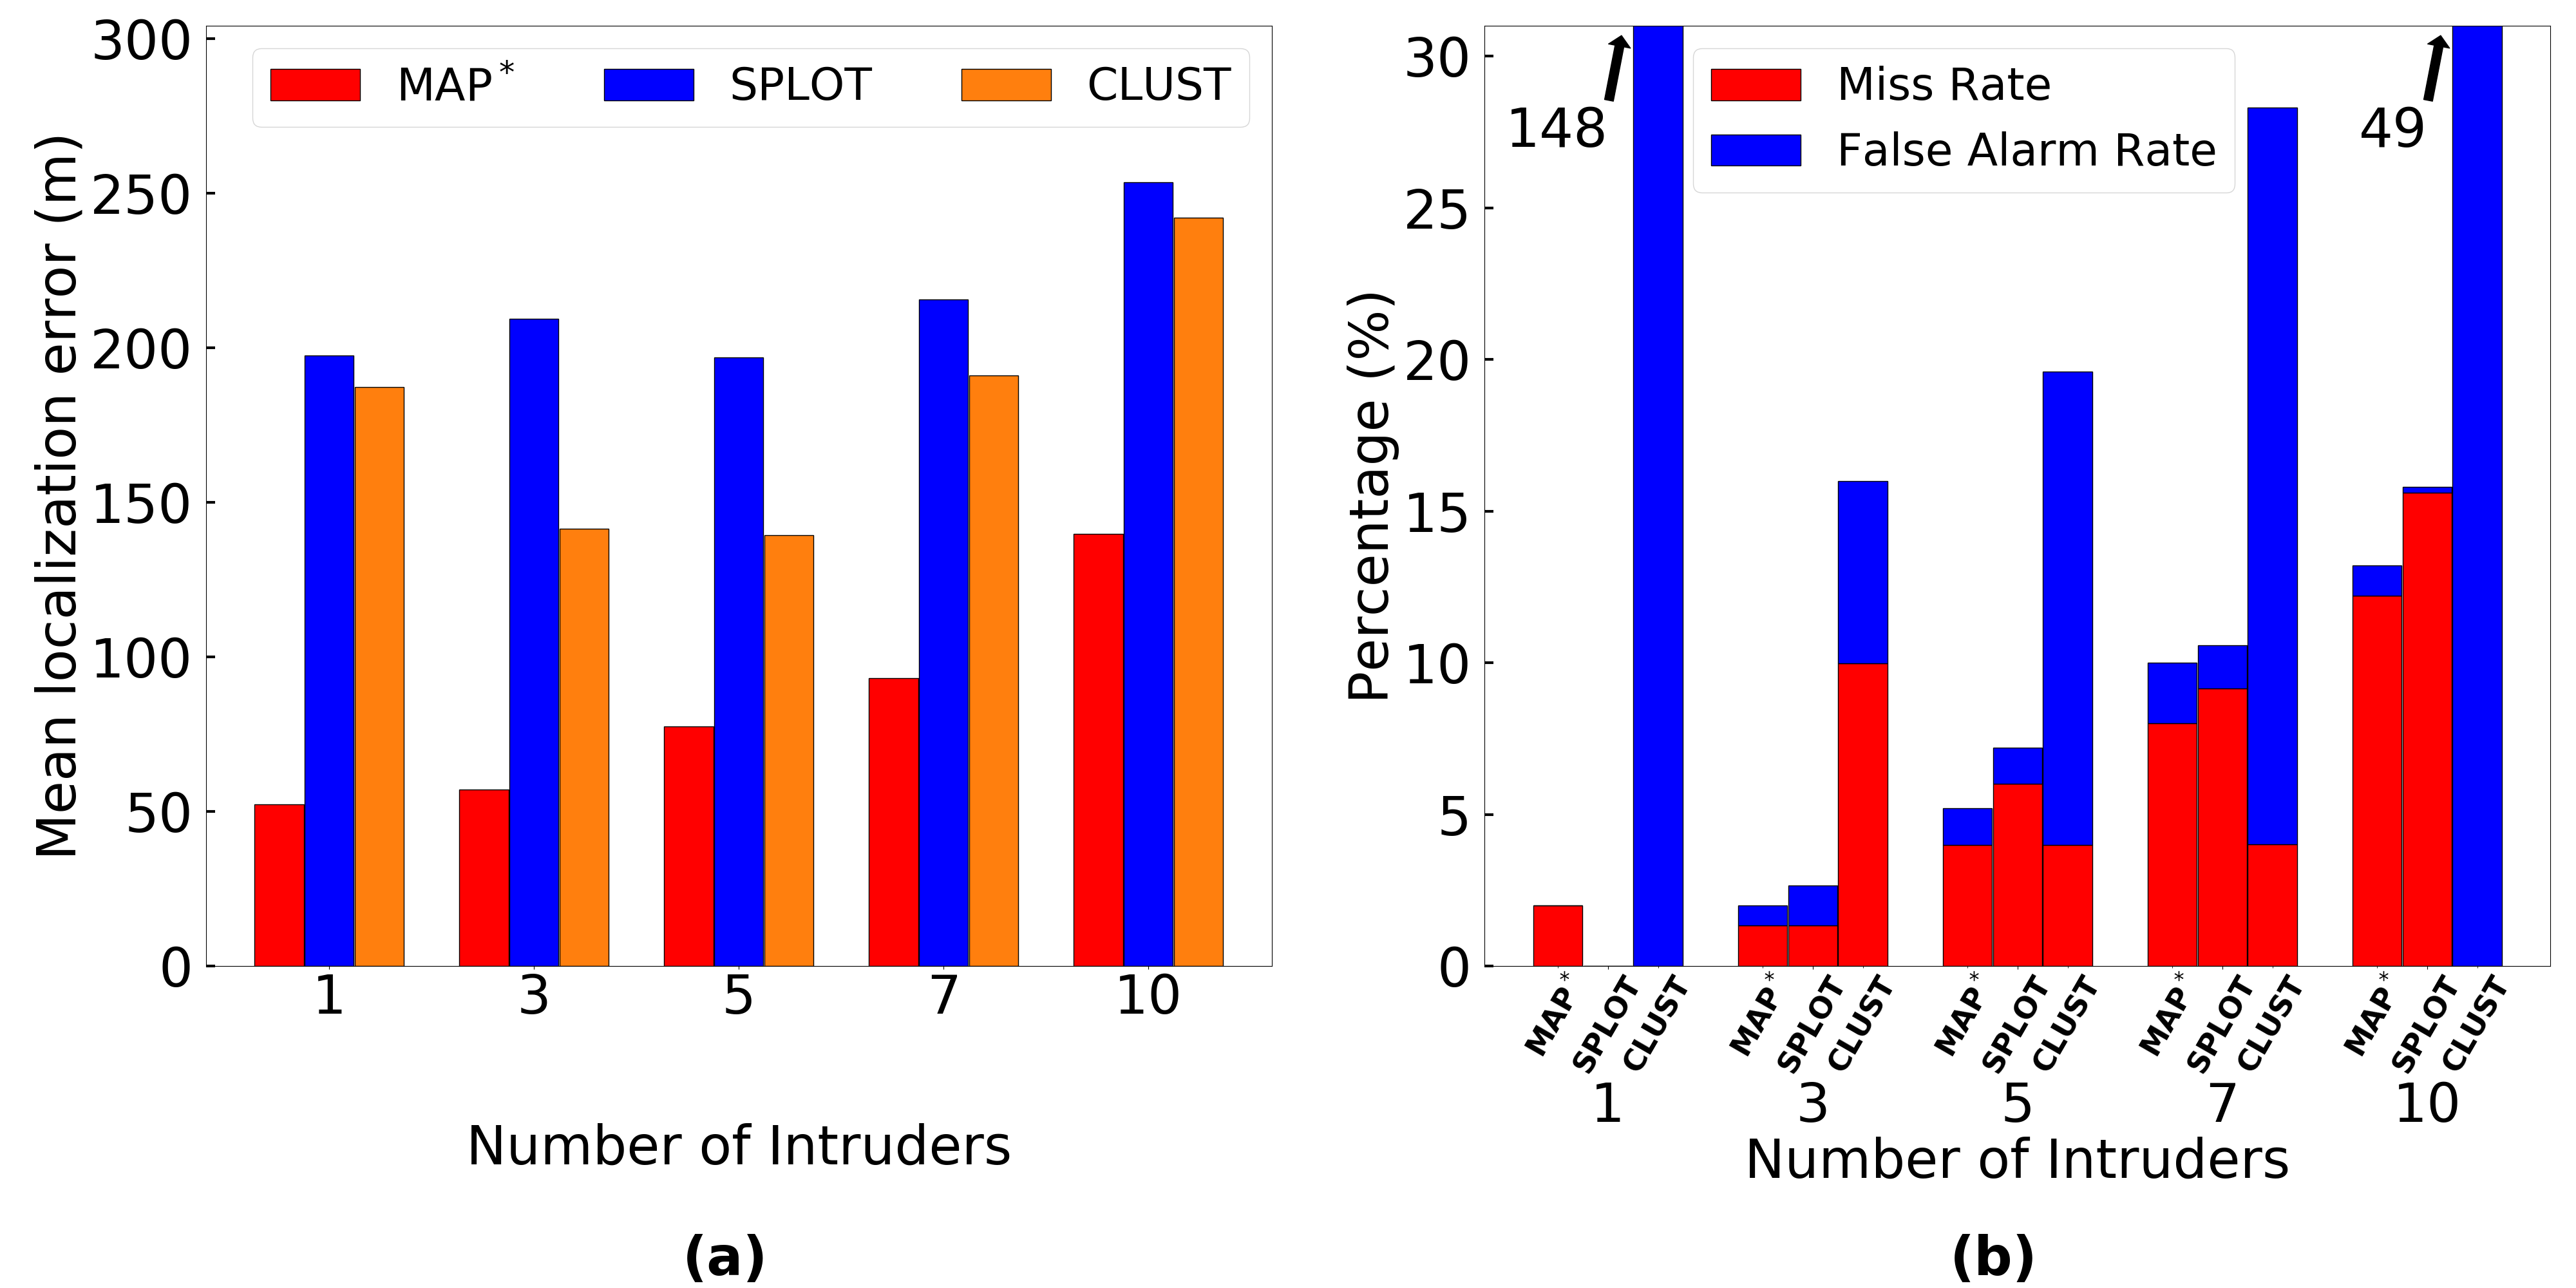 Mean localization error (m)
300
250
200
150
100
50
0
MAP* SPLOT CLUST
1 3 5 7 10
Number of Intruders
(a)
Percentage (%)
30
25
20
15
10
5
0
148
49
Miss Rate
False Alarm Rate
MAP* SPLOT CLUST MAP* SPLOT CLUST MAP* SPLOT CLUST MAP* SPLOT CLUST MAP* SPLOT CLUST
1 3 5 7 10
Number of Intruders
(b)